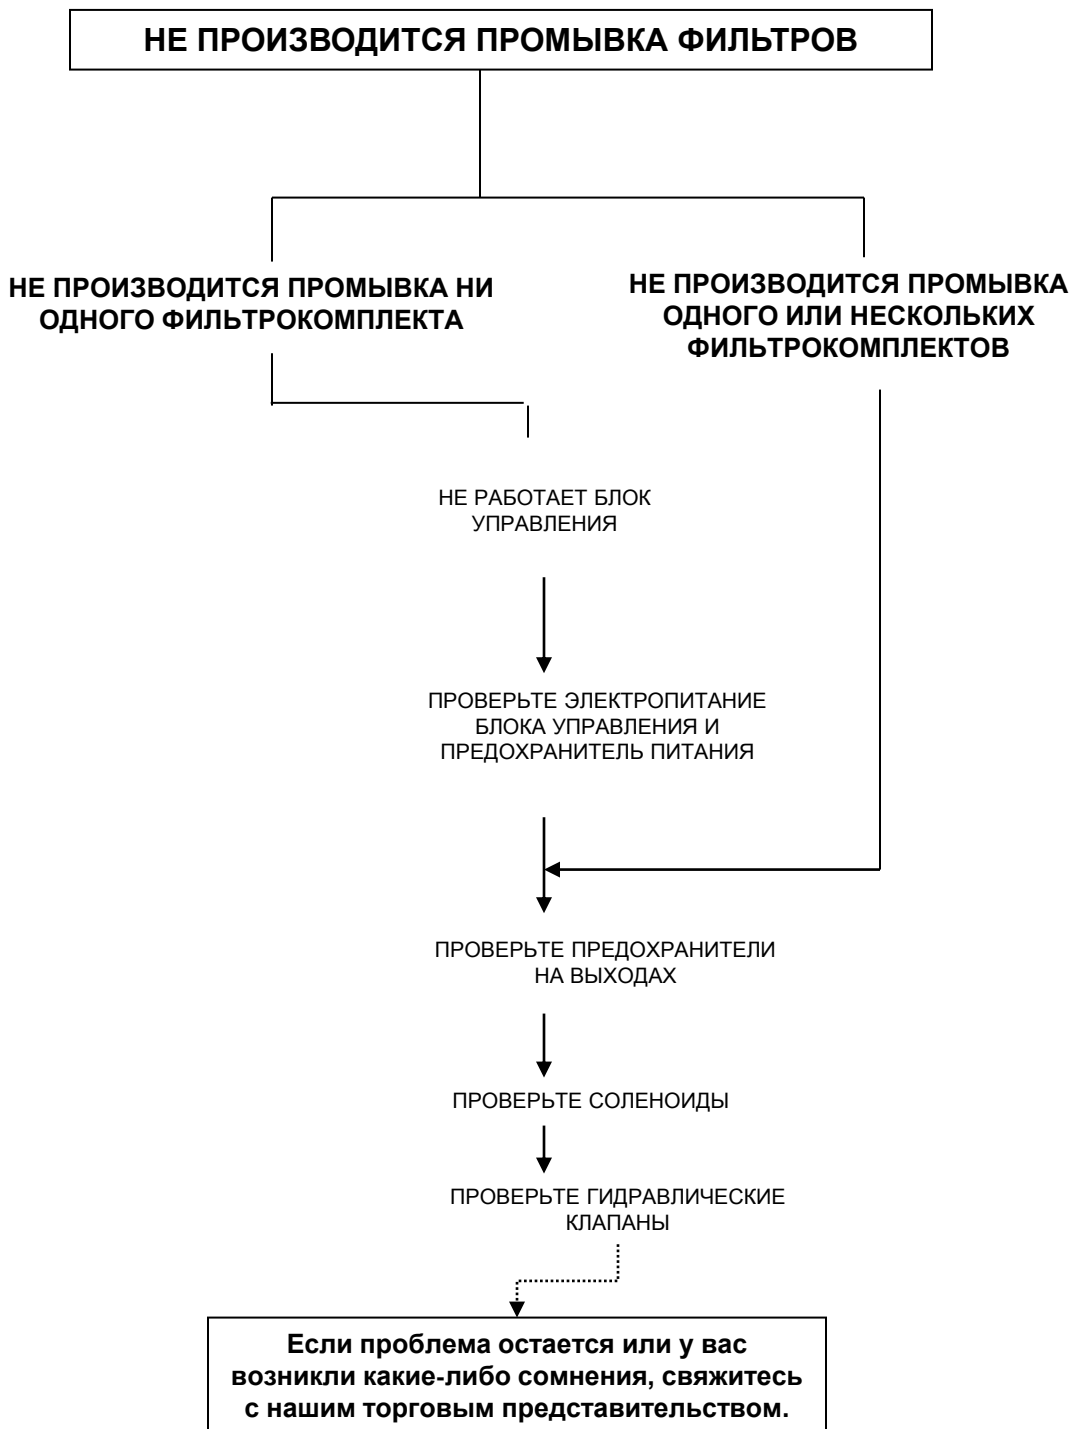 НЕ ПРОИЗВОДИТСЯ ПРОМЫВКА ФИЛЬТРОВ
НЕ ПРОИЗВОДИТСЯ ПРОМЫВКА НИ
ОДНОГО ФИЛЬТРОКОМПЛЕКТА
НЕ ПРОИЗВОДИТСЯ ПРОМЫВКА
ОДНОГО ИЛИ НЕСКОЛЬКИХ
ФИЛЬТРОКОМПЛЕКТОВ
НЕ РАБОТАЕТ БЛОК
УПРАВЛЕНИЯ
ПРОВЕРЬТЕ ЭЛЕКТРОПИТАНИЕ
БЛОКА УПРАВЛЕНИЯ И
ПРЕДОХРАНИТЕЛЬ ПИТАНИЯ
ПРОВЕРЬТЕ ПРЕДОХРАНИТЕЛИ
НА ВЫХОДАХ
ПРОВЕРЬТЕ СОЛЕНОИДЫ
ПРОВЕРЬТЕ ГИДРАВЛИЧЕСКИЕ
КЛАПАНЫ
Если проблема остается или у вас
возникли какие-либо сомнения, свяжитесь
с нашим торговым представительством.